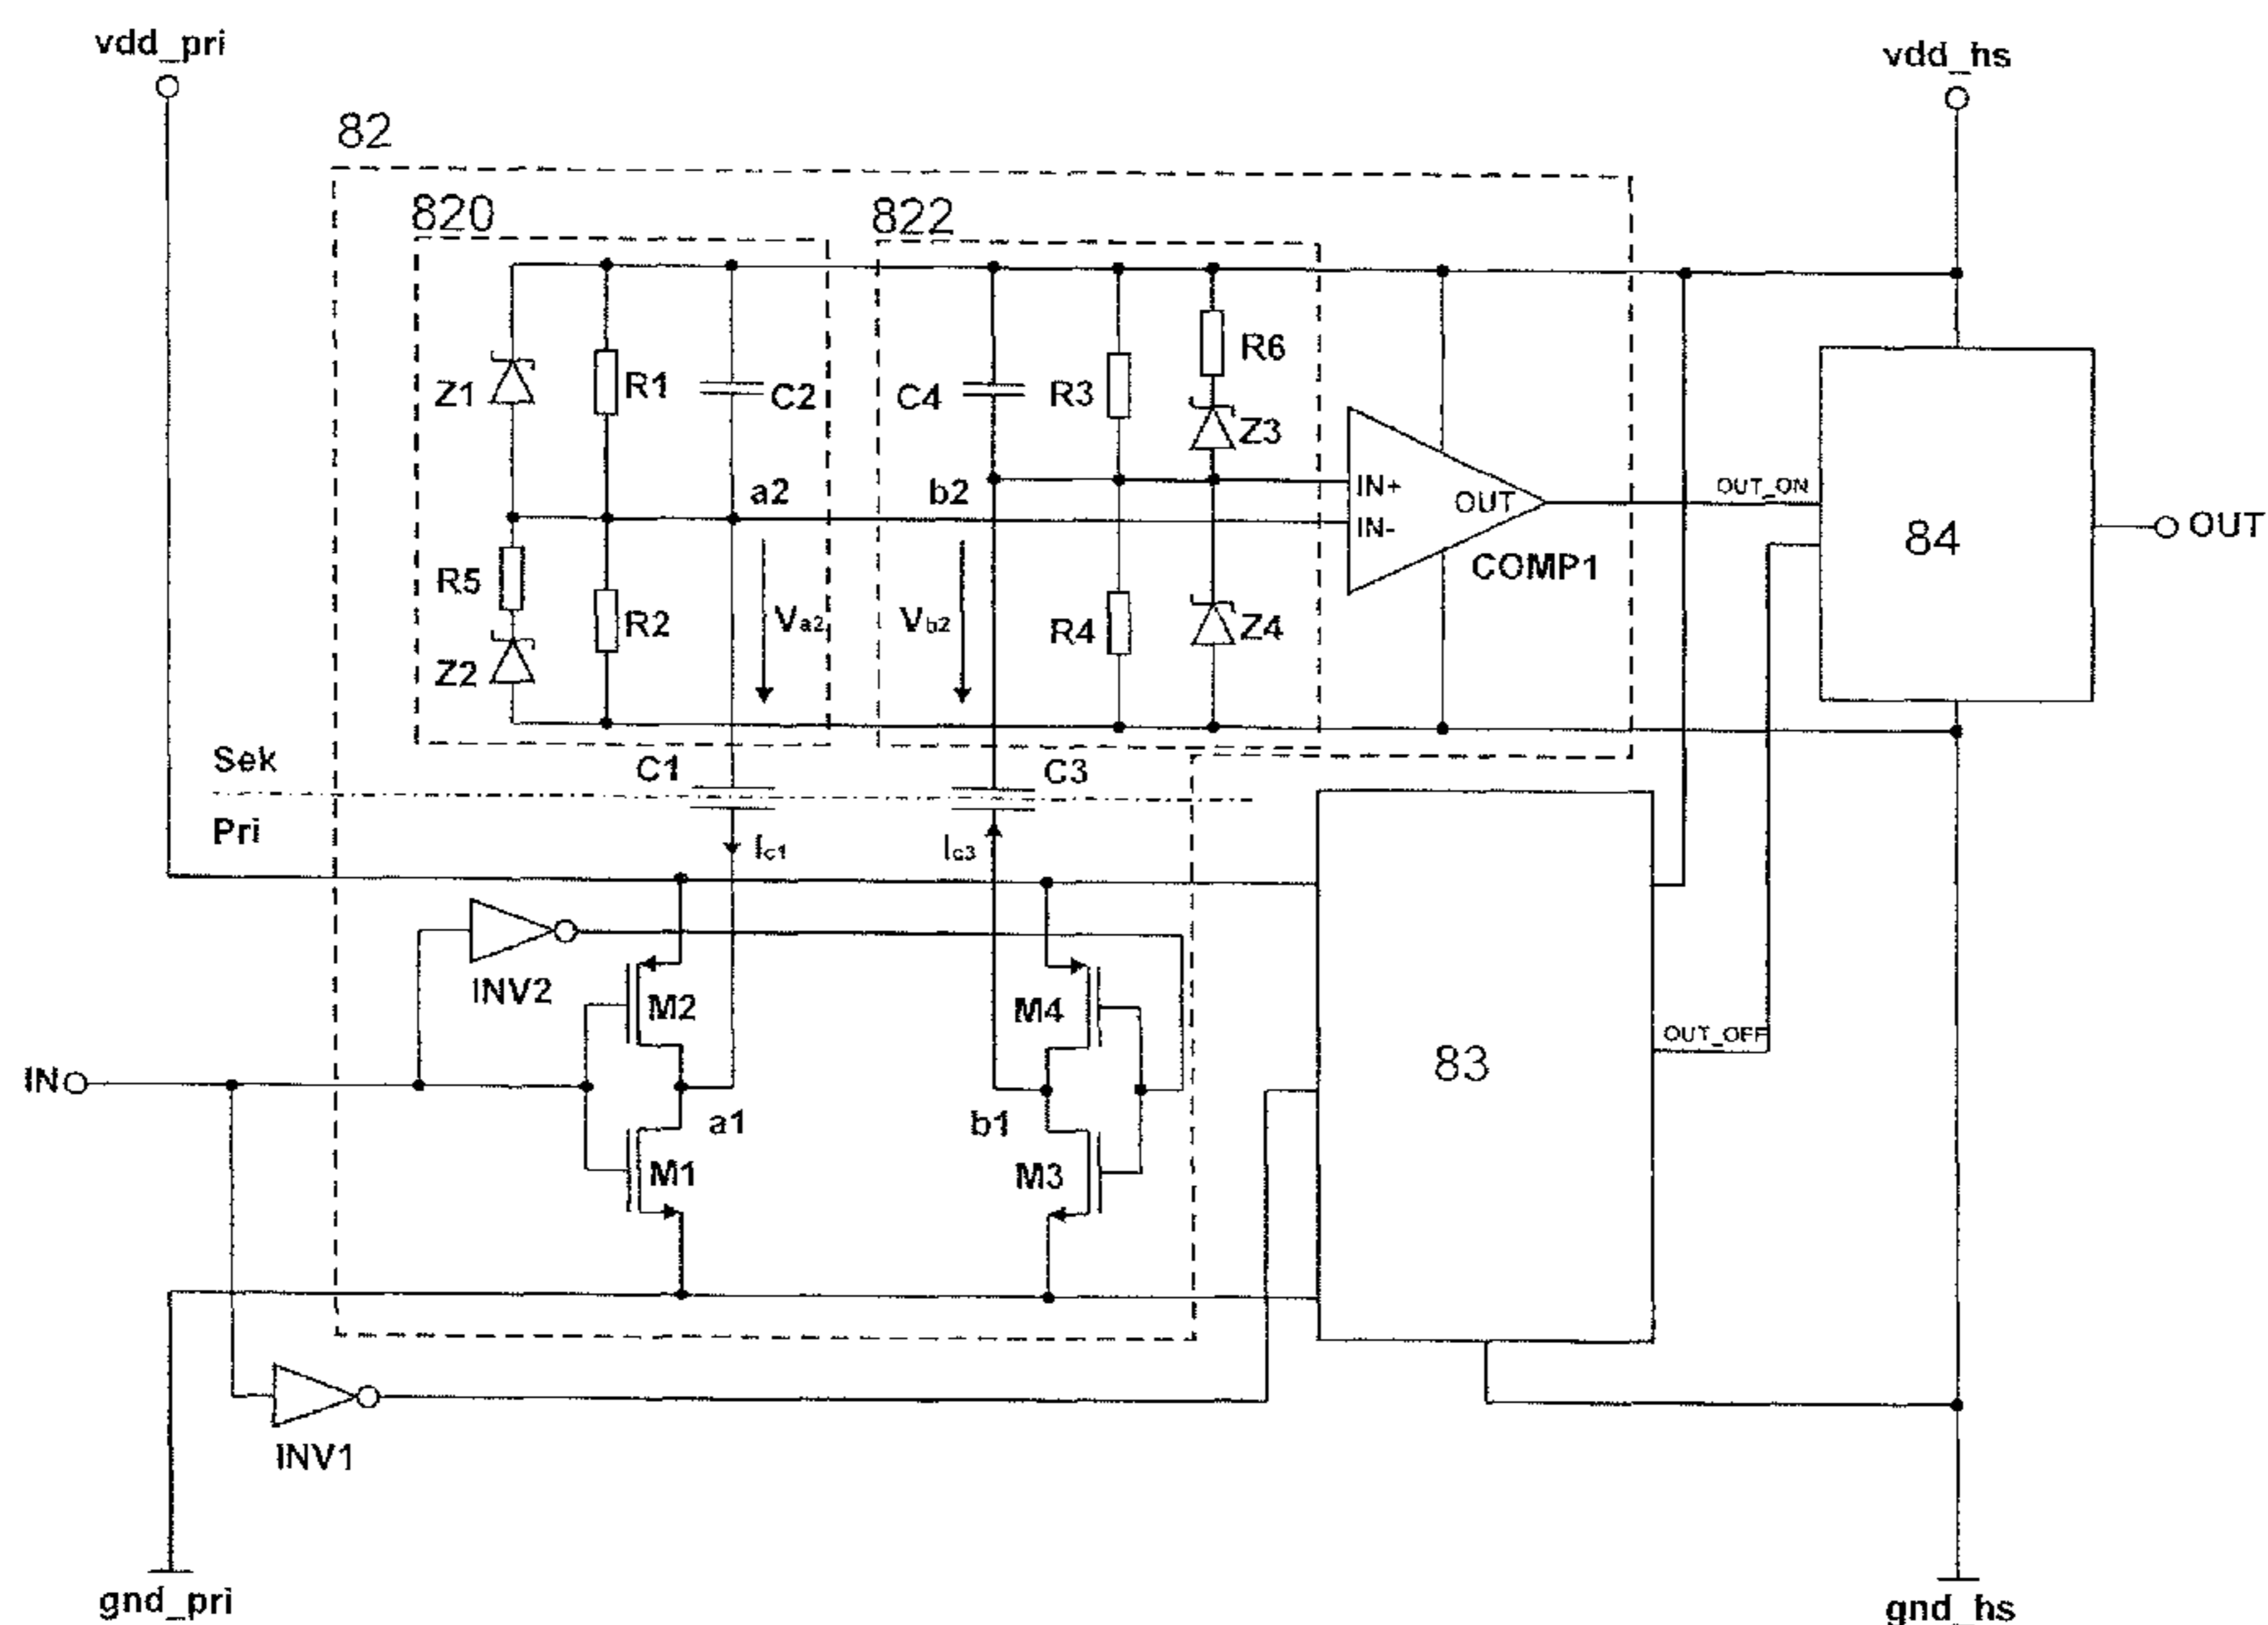 vdd_pri
vdd_hs
82
820
822
Z1
R1
C2
C4
R3
R6
Z3
a2
b2
IN+
IN-
OUT
COMP1
OUT_ON
84
OUT
R5
R2
Z2
Va2
Vb2
R4
Z4
Sek
C1
C3
Pri
Ic1
Ic3
INV2
M2
M4
OUT_OFF
83
IN
a1
b1
M1
M3
INV1
gnd_pri
gnd_hs